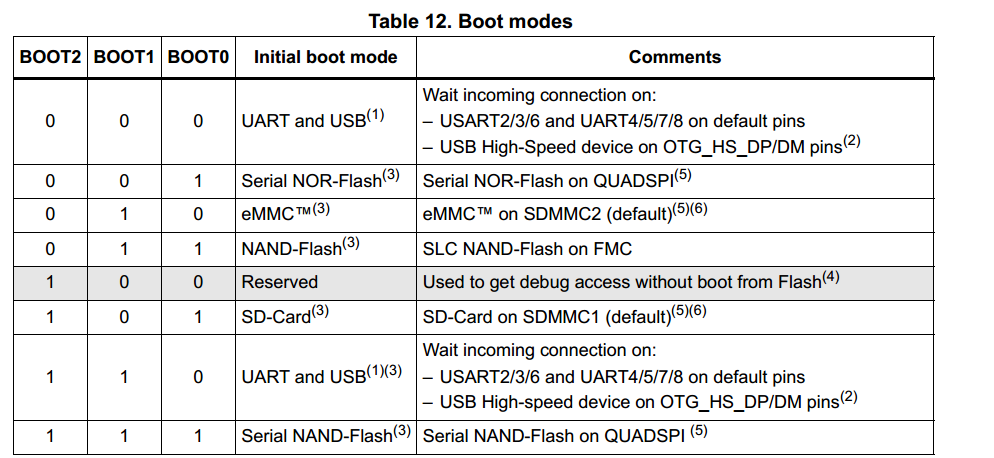 Table 12. Boot modes
BOOT2 BOOT1 BOOT0 Initial boot mode Comments
0 0 0 UART and USB(1) Wait incoming connection on:
– USART2/3/6 and UART4/5/7/8 on default pins
– USB High-Speed device on OTG_HS_DP/DM pins(2)
0 0 1 Serial NOR-Flash(3) Serial NOR-Flash on QUADSPI(5)
0 1 0 eMMC™(3) eMMC™ on SDMMC2 (default)(5)(6)
0 1 1 NAND-Flash(3) SLC NAND-Flash on FMC
1 0 0 Reserved Used to get debug access without boot from Flash(4)
1 0 1 SD-Card(3) SD-Card on SDMMC1 (default)(5)(6)
1 1 0 UART and USB(1)(3) Wait incoming connection on:
– USART2/3/6 and UART4/5/7/8 on default pins
– USB High-speed device on OTG_HS_DP/DM pins(2)
1 1 1 Serial NAND-Flash(3) Serial NAND-Flash on QUADSPI (5)